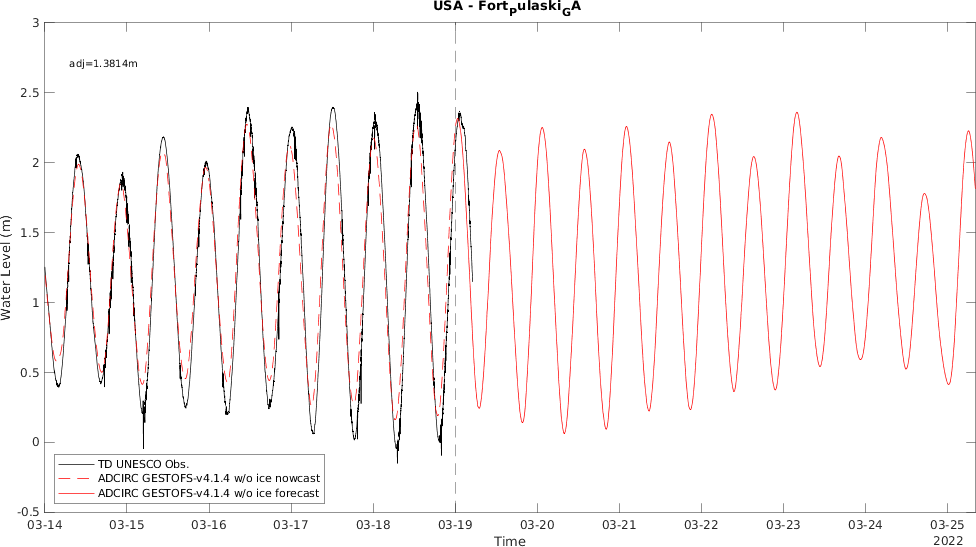 USA - Fort_Pulaski_GA
adj=1.3814m
Water Level (m)
3
2.5
2
1.5
1
0.5
0
-0.5
TD UNESCO Obs.
ADCIRC GESTOFS-v4.1.4 w/o ice nowcast
ADCIRC GESTOFS-v4.1.4 w/o ice forecast
03-14 03-15 03-16 03-17 03-18 03-19 03-20 03-21 03-22 03-23 03-24 03-25
Time
2022